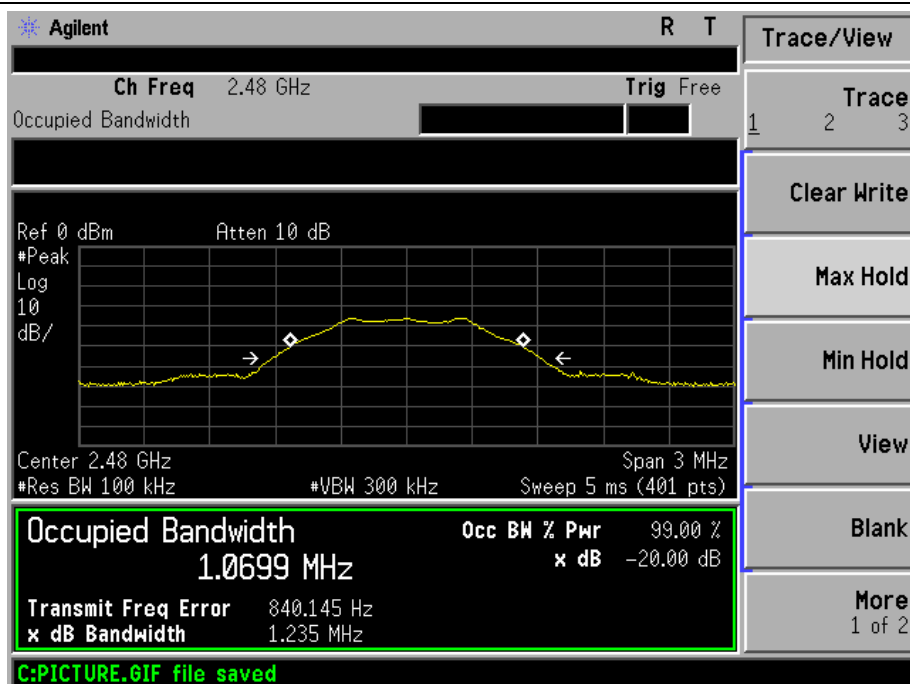 Agilent R T
Ch Freq 2.48 GHz Trig Free
Occupied Bandwidth
Ref 0 dBm Atten 10 dB
#Peak
Log
10
dB/
Center 2.48 GHz Span 3 MHz
#Res BW 100 kHz #VBW 300 kHz Sweep 5 ms (401 pts)
Occupied Bandwidth Occ BW % Pwr 99.00 %
1.0699 MHz x dB -20.00 dB
Transmit Freq Error 840.145 Hz
x dB Bandwidth 1.235 MHz
C:PICTURE.GIF file saved
Trace/View
Trace
1 2 3
Clear Write
Max Hold
Min Hold
View
Blank
More
1 of 2